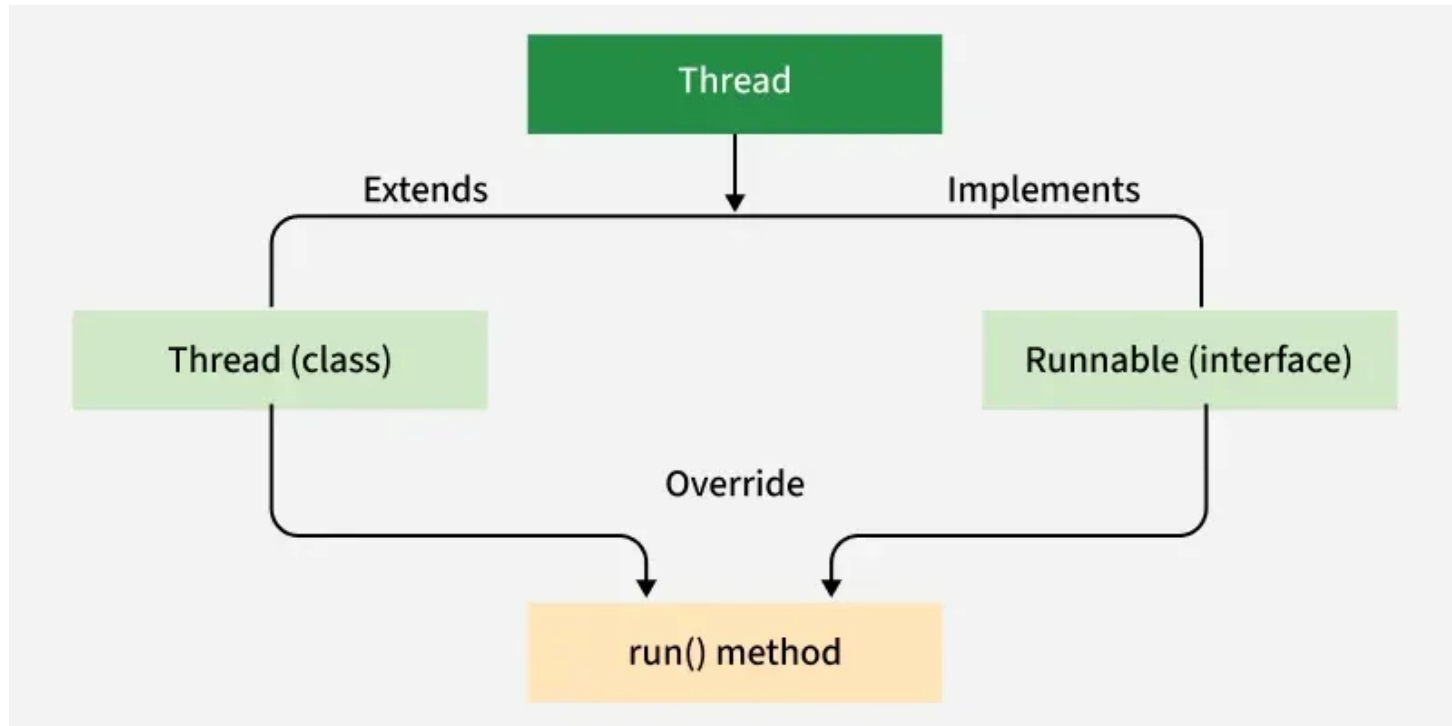 Thread
Extends
Implements
Thread (class)
Runnable (interface)
Override
run() method